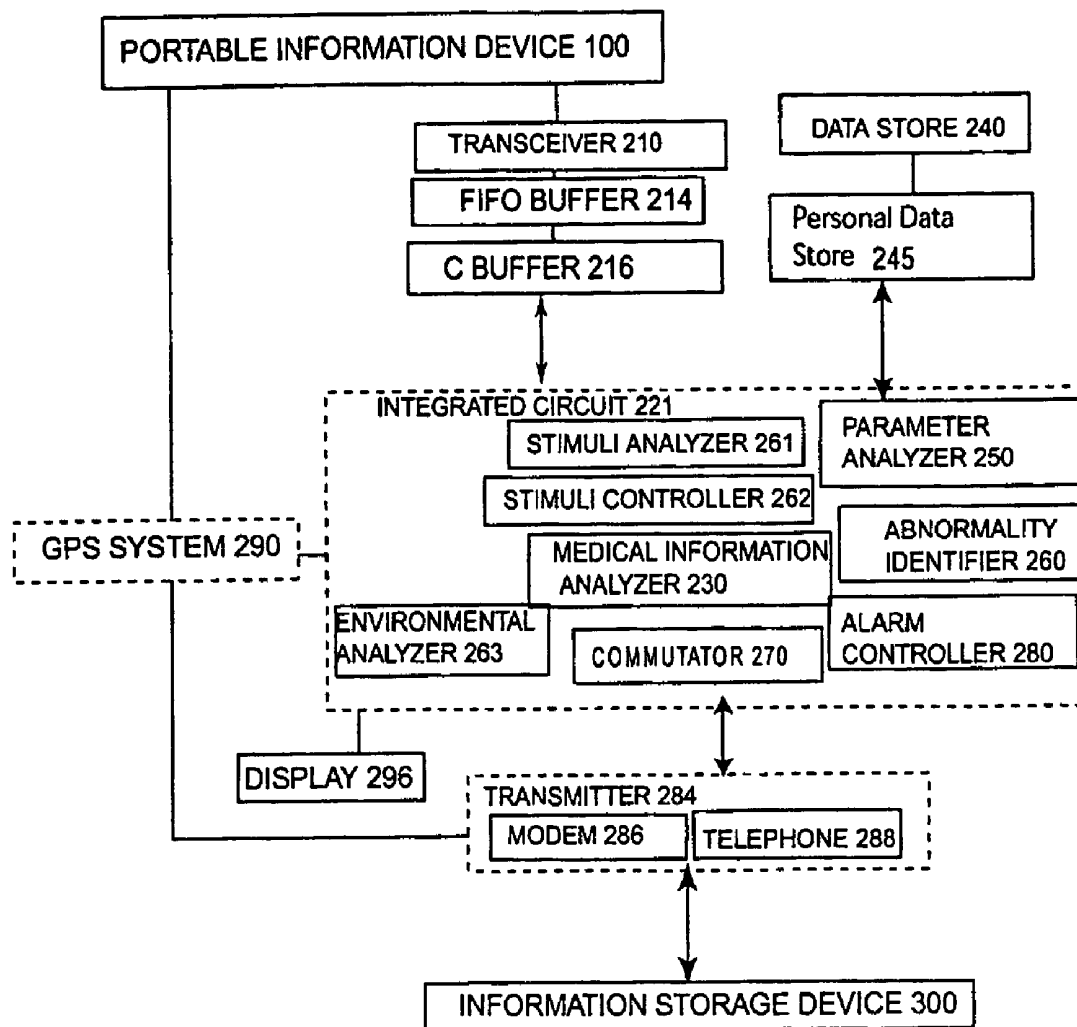 PORTABLE INFORMATION DEVICE 100
TRANSCEIVER 210
FIFO BUFFER 214
C BUFFER 216
DATA STORE 240
Personal Data
Store 245
INTEGRATED CIRCUIT 221
STIMULI ANALYZER 261
PARAMETER
ANALYZER 250
STIMULI CONTROLLER 262
GPS SYSTEM 290
MEDICAL INFORMATION
ANALYZER 230
ABNORMALITY
IDENTIFIER 260
ENVIRONMENTAL
ANALYZER 263
COMMUTATOR 270
ALARM
CONTROLLER 280
DISPLAY 296
TRANSMITTER 284
MODEM 286
TELEPHONE 288
INFORMATION STORAGE DEVICE 300